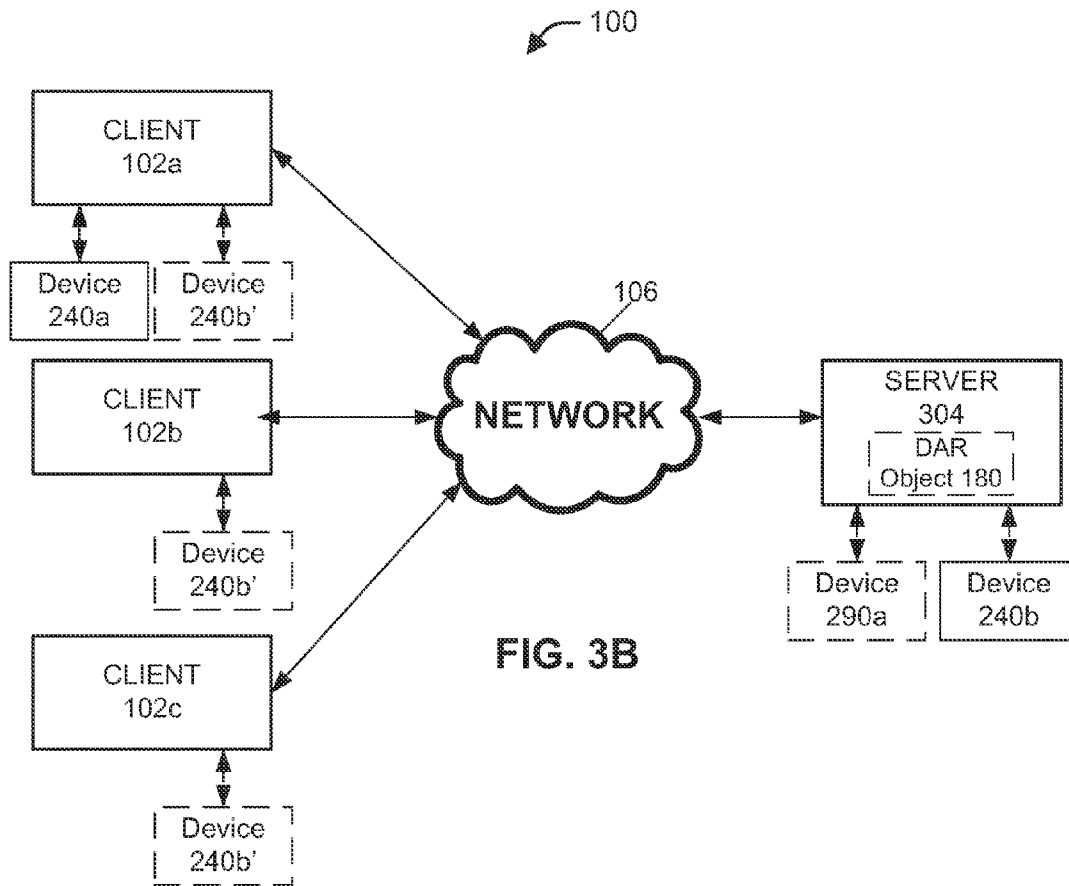 100
CLIENT
102a
Device
240a
Device
240b’
106
CLIENT
102b
NETWORK
SERVER
304
DAR
Object 180
Device
240b’
Device
290a
Device
240b
FIG. 3B
CLIENT
102c
Device
240b’